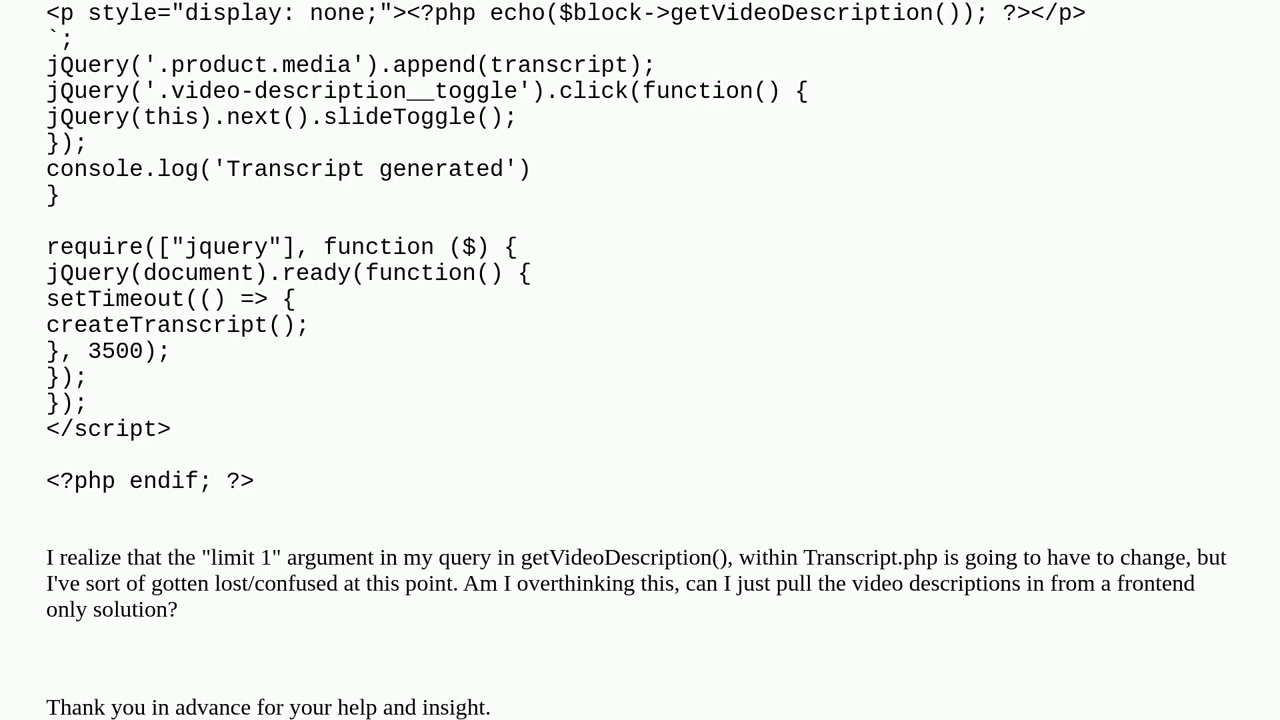 <p style="display: none;"><?php echo($block->getVideoDescription()); ?></p>
`;
jQuery('.product.media').append(transcript);
jQuery('.video-description__toggle').click(function() {
jQuery(this).next().slideToggle();
});
console.log('Transcript generated')
}
require(["jquery"], function ($) {
jQuery(document).ready(function() {
setTimeout(() => {
createTranscript();
}, 3500);
});
});
</script>
<?php endif; ?>
I realize that the "limit 1" argument in my query in getVideoDescription(), within Transcript.php is going to have to change, but
I've sort of gotten lost/confused at this point. Am I overthinking this, can I just pull the video descriptions in from a frontend
only solution?
Thank you in advance for your help and insight.